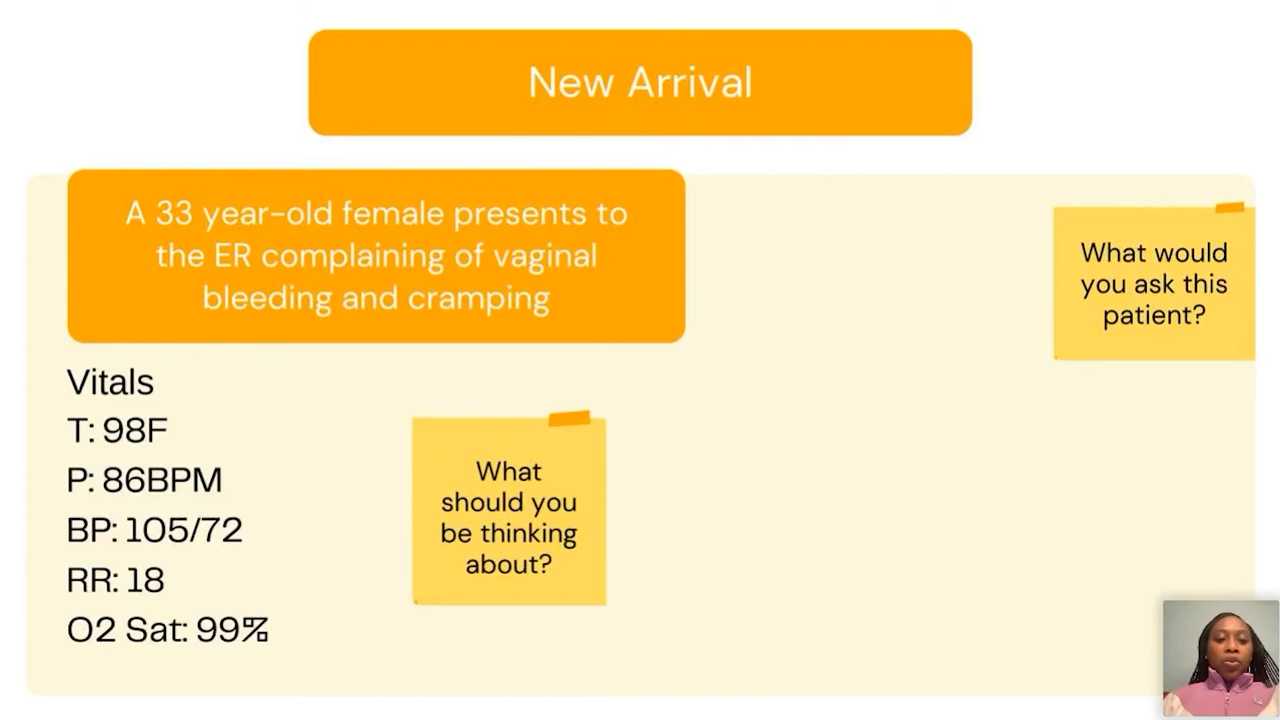 New Arrival
A 33 year-old female presents to
the ER complaining of vaginal
bleeding and cramping
What would
you ask this
patient?
Vitals
T: 98F
P: 86BPM
BP: 105/72
RR: 18
O2 Sat: 99%
What
should you
be thinking
about?